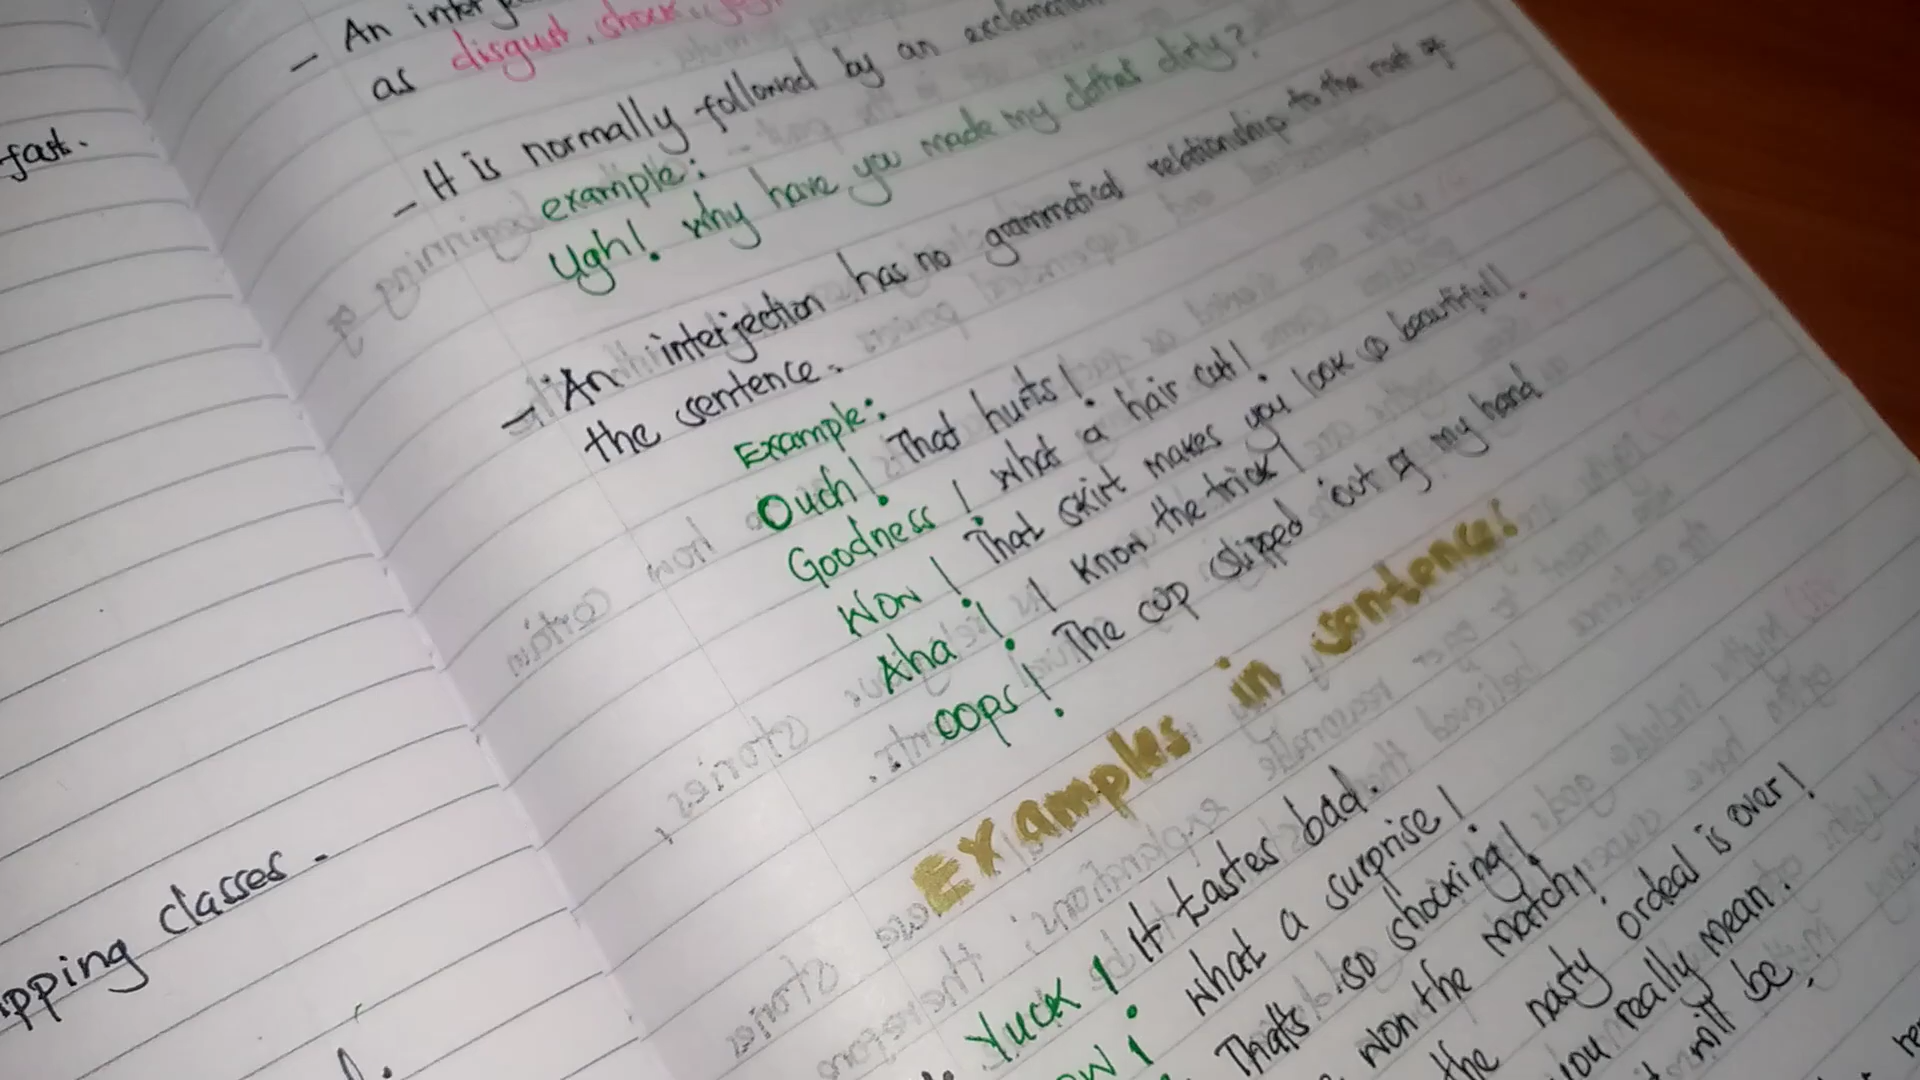 fast.
pping classes.
- An interje
as disgust, shock, joy,
- It is normally followed by an exclamation
example:
Ugh! why have you made my clothes dirty?
- An interjection has no grammatical relationship to the rest of
the sentence.
Example:
Ouch! That hurts!
Goodness! what a hair cut!
Wow! That skirt makes you look so beautiful!
Aha! I know the trick!
oops! The cup slipped out of my hand
Examples in sentence:
Yuck! It tastes bad.
ow! what a surprise!
That's so shocking!
won the match!
the nasty ordeal is over!
you really mean.
will be.